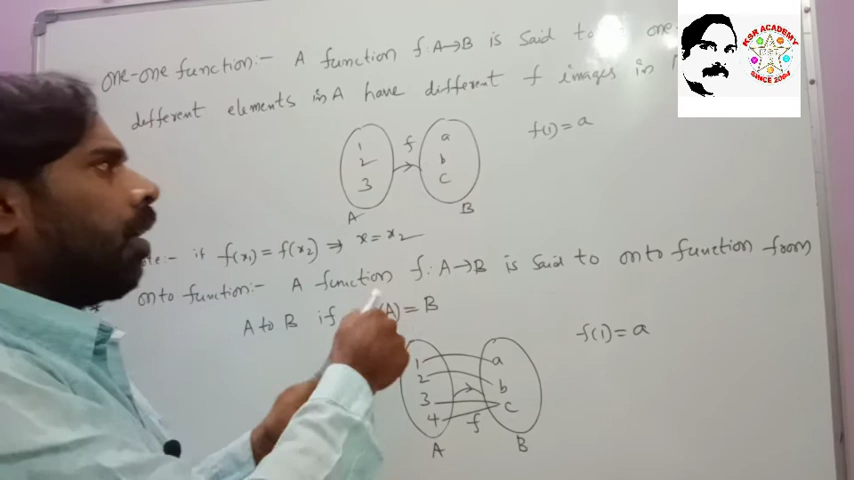 one-one function:- A function f:A→B is said to one
different elements in A have different f images in
KSR ACADEMY
SINCE 2004
1
2
3
A
f
a
b
c
B
f(1)=a
if f(x1) = f(x2) ⇒ x = x2
onto function:- A function f:A→B is said to onto function from
A to B if (A) = B
1
2
3
4
A
f
a
b
c
B
f(1)=a